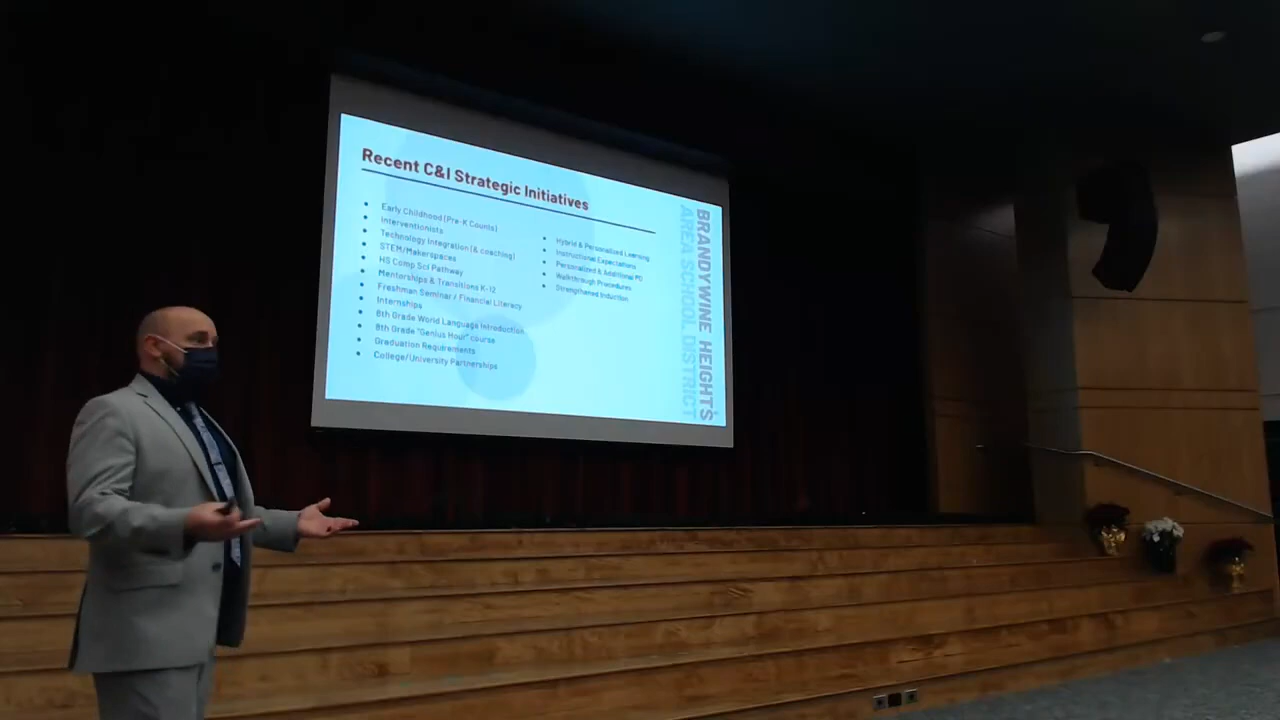 Recent C&I Strategic Initiatives
Early Childhood (Pre-K Counts)
Interventionists
Technology Integration (& coaching)
STEM/Makerspaces
HS Comp Sci Pathway
Mentorships & Transitions K-12
Freshman Seminar / Financial Literacy
Internships
8th Grade World Language Introduction
8th Grade "Genius Hour" course
Graduation Requirements
College/University Partnerships
Hybrid & Personalized Learning
Instructional Expectations
Personalized & Additional PD
Walkthrough Procedures
Strengthened Induction
BRANDYWINE HEIGHTS
AREA SCHOOL DISTRICT